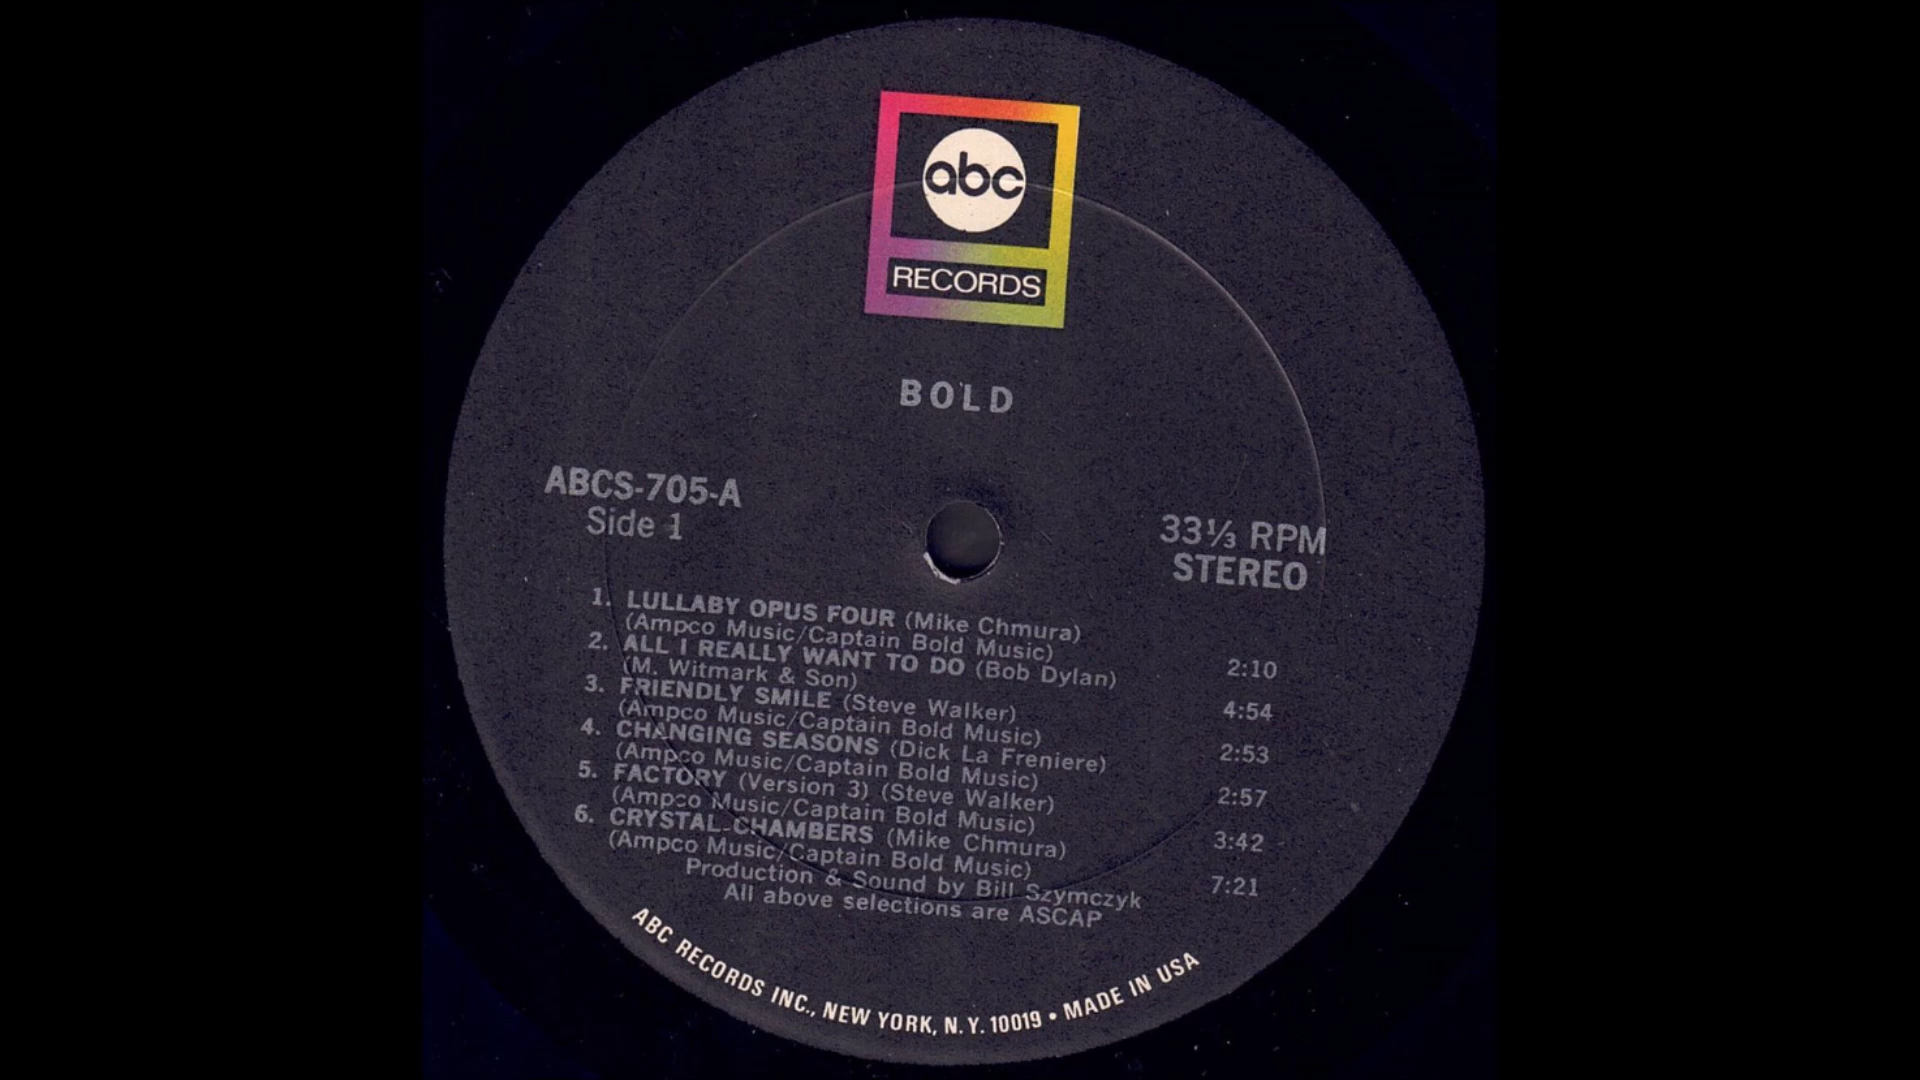 abc
RECORDS
BOLD
ABCS-705-A
Side 1
33⅓ RPM
STEREO
1. LULLABY OPUS FOUR (Mike Chmura)
(Ampco Music/Captain Bold Music) 2:10
2. ALL I REALLY WANT TO DO (Bob Dylan)
(M. Witmark & Son) 4:54
3. FRIENDLY SMILE (Steve Walker)
(Ampco Music/Captain Bold Music) 2:53
4. CHANGING SEASONS (Dick La Freniere)
(Ampco Music/Captain Bold Music) 2:57
5. FACTORY (Version 3) (Steve Walker)
(Ampco Music/Captain Bold Music) 3:42
6. CRYSTAL CHAMBERS (Mike Chmura)
(Ampco Music/Captain Bold Music) 7:21
Production & Sound by Bill Szymczyk
All above selections are ASCAP
ABC RECORDS INC., NEW YORK, N.Y. 10019 • MADE IN USA